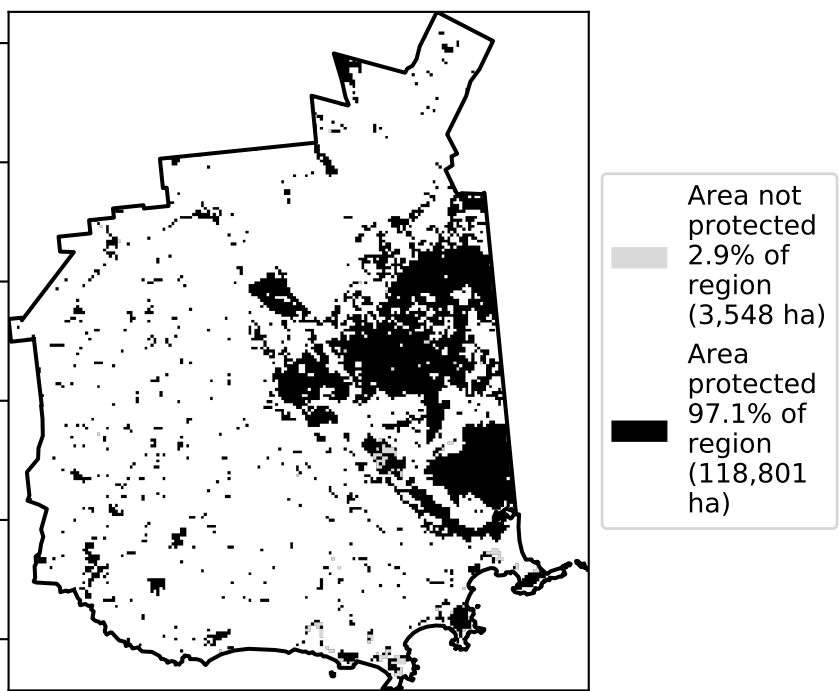 Area not
protected
2.9% of
region
(3,548 ha)
Area
protected
97.1% of
region
(118,801
ha)